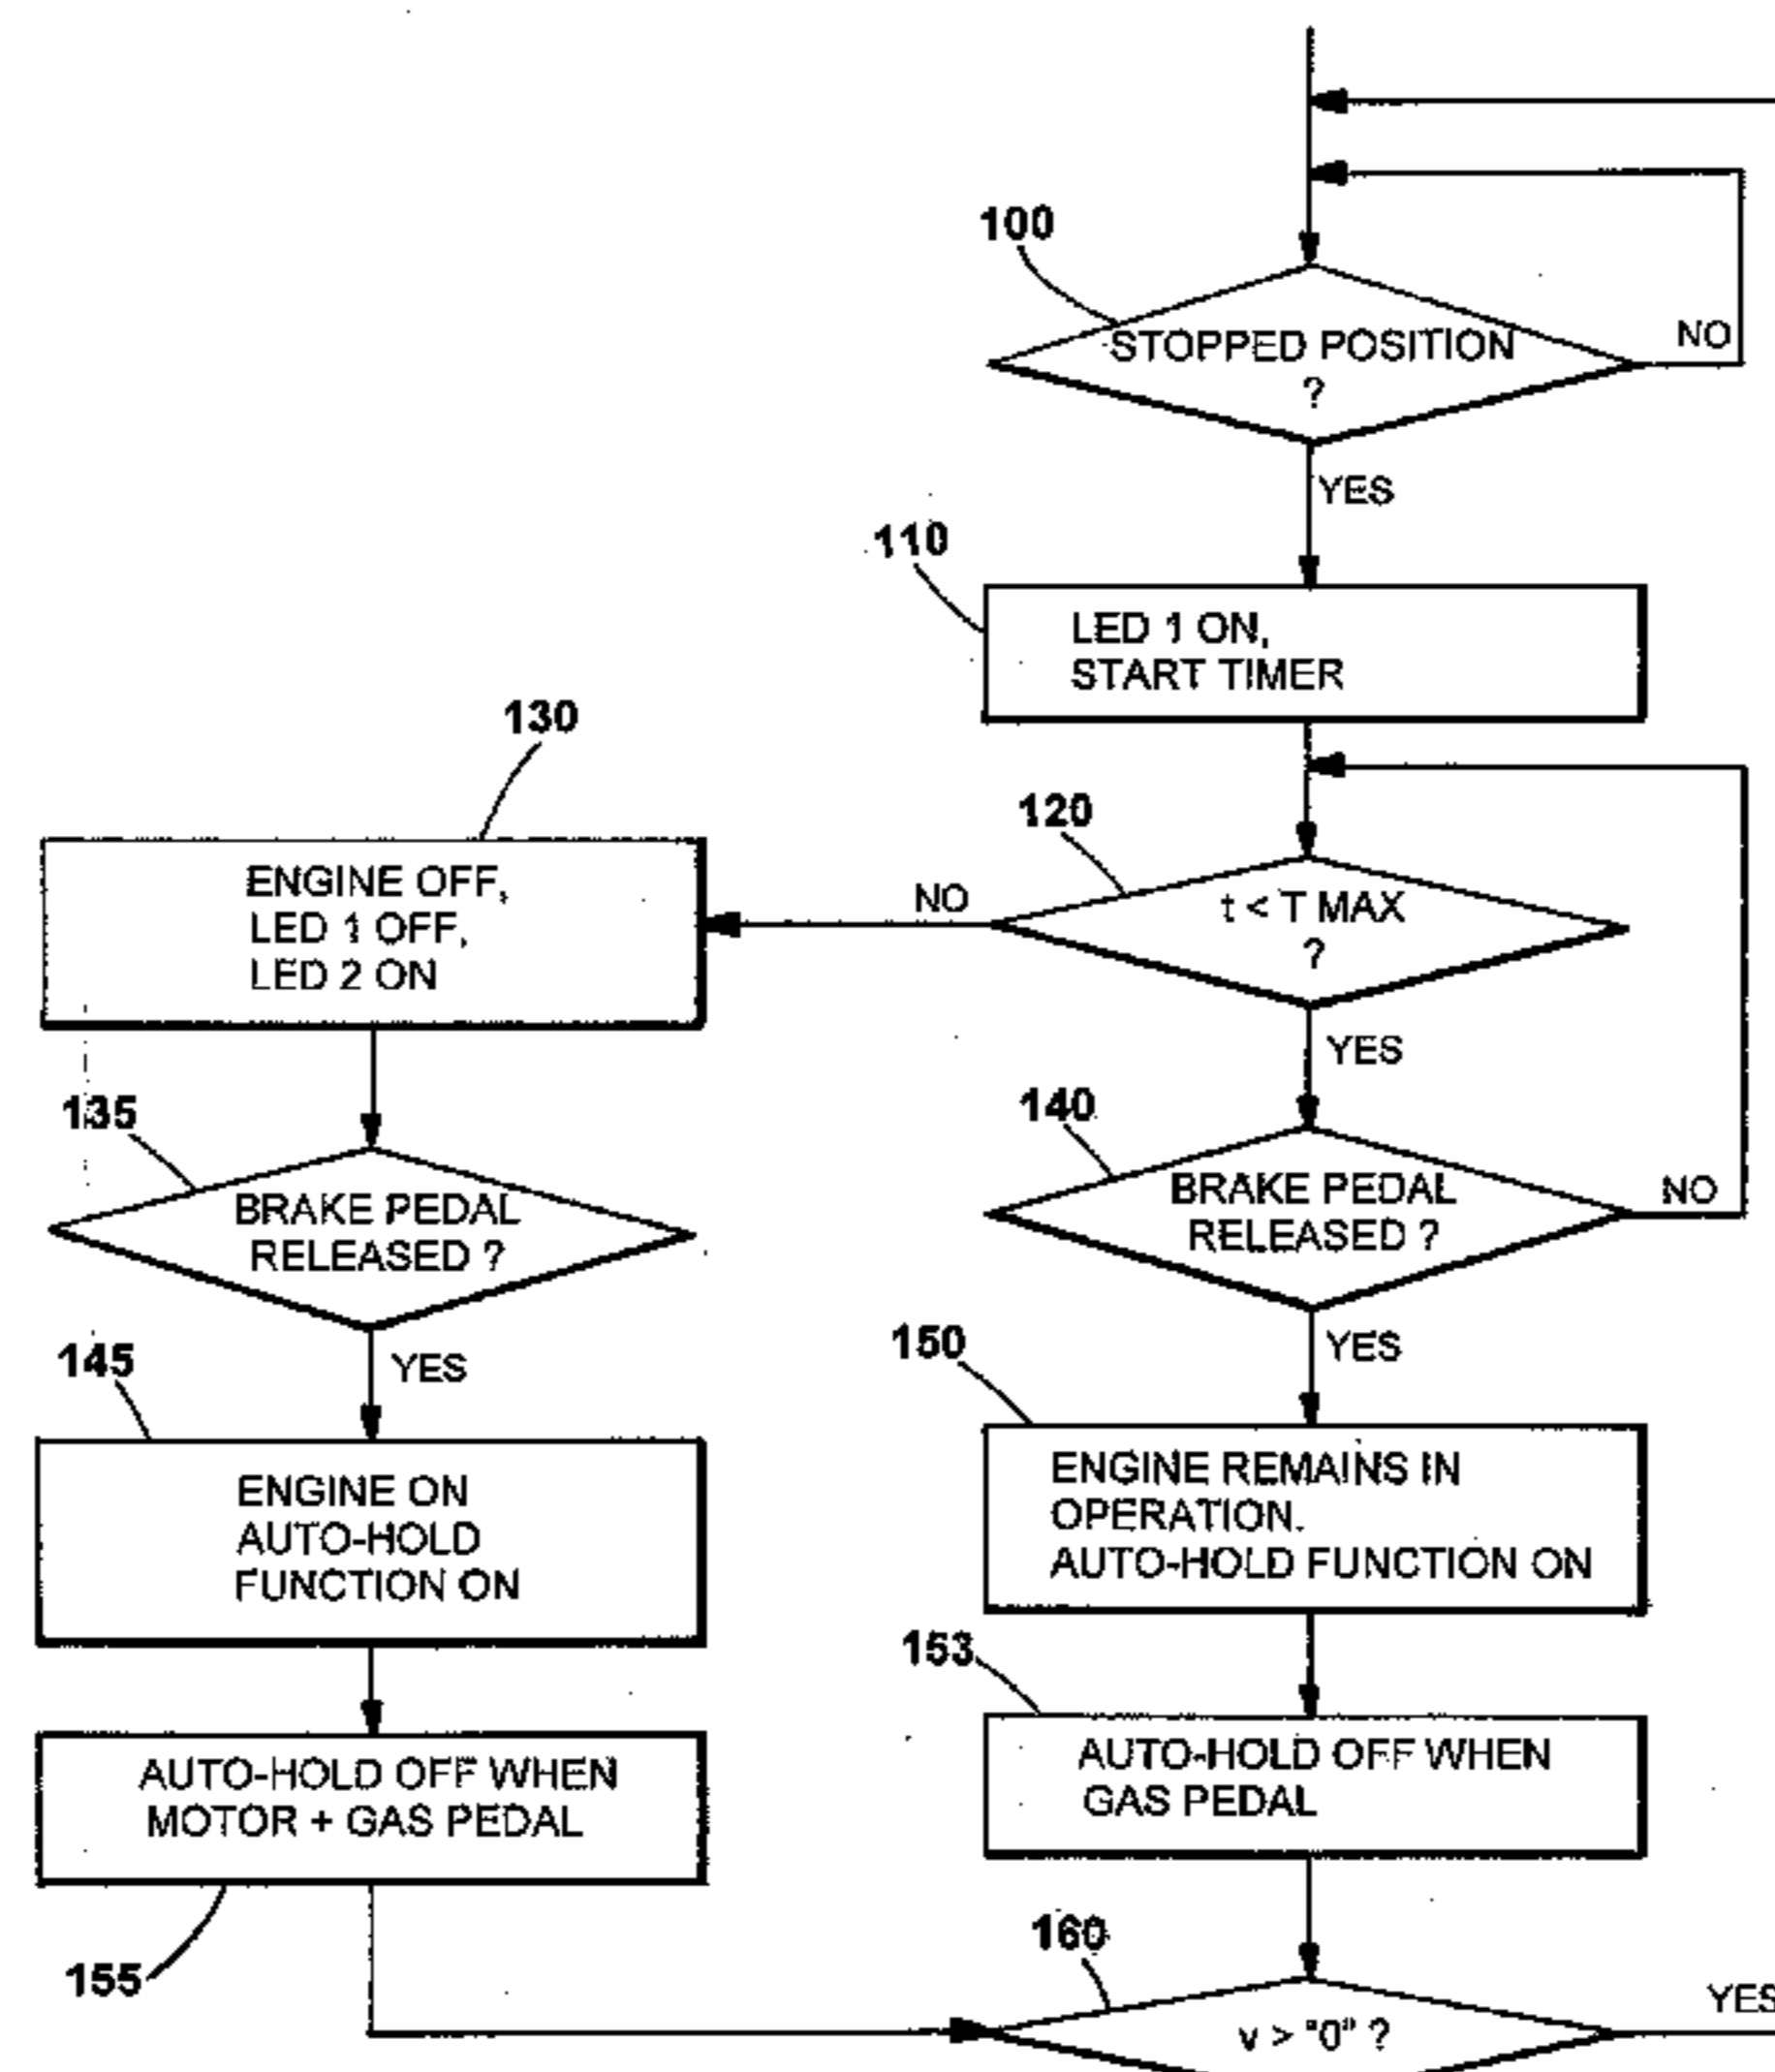 100
STOPPED POSITION
?
NO
YES
110
LED 1 ON,
START TIMER
130
ENGINE OFF,
LED 1 OFF,
LED 2 ON
120
t < T MAX
?
NO
YES
135
BRAKE PEDAL
RELEASED ?
YES
140
BRAKE PEDAL
RELEASED ?
NO
YES
145
ENGINE ON
AUTO-HOLD
FUNCTION ON
150
ENGINE REMAINS IN
OPERATION.
AUTO-HOLD FUNCTION ON
153
AUTO-HOLD OFF WHEN
GAS PEDAL
AUTO-HOLD OFF WHEN
MOTOR + GAS PEDAL
155
160
v > "0" ?
YES